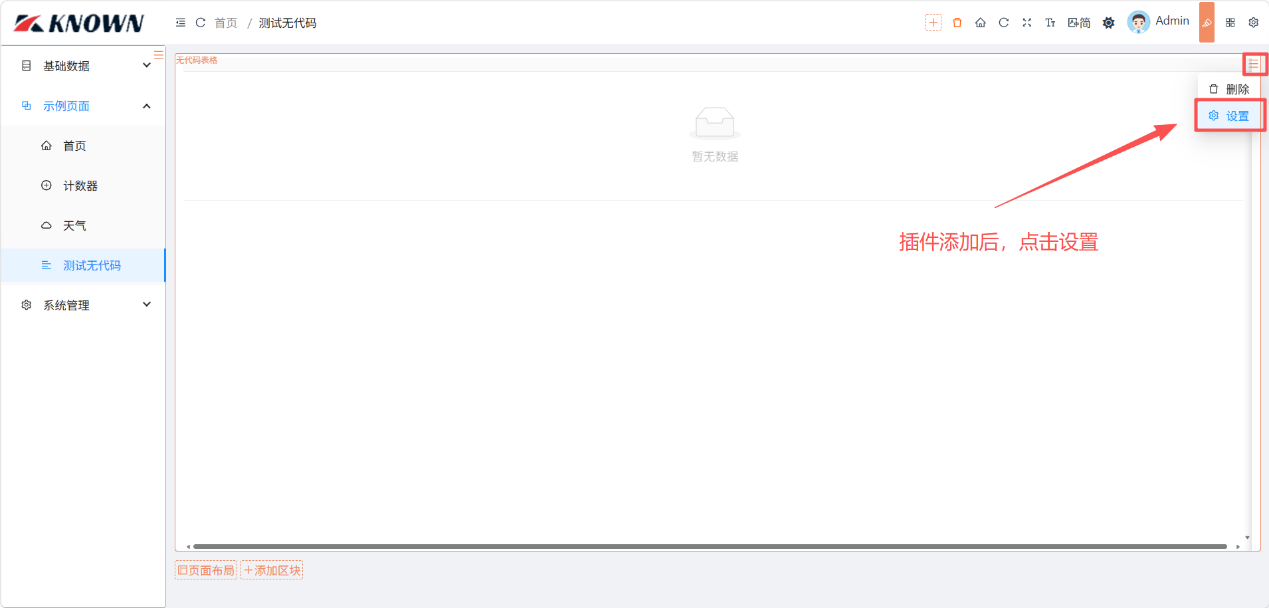 KNOWN
首页 / 测试无代码
简
Admin
基础数据
示例页面
首页
计数器
天气
测试无代码
系统管理
无代码表格
删除
设置
暂无数据
插件添加后，点击设置
页面布局
添加区块